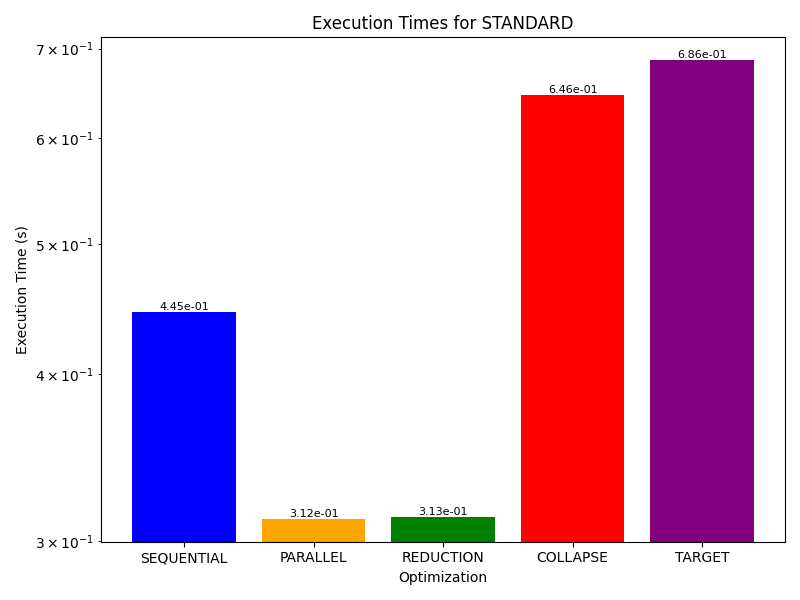 Execution Times for STANDARD
Execution Time (s)
7 × 10⁻¹
6 × 10⁻¹
5 × 10⁻¹
4 × 10⁻¹
3 × 10⁻¹
4.45e-01
3.12e-01
3.13e-01
6.46e-01
6.86e-01
SEQUENTIAL
PARALLEL
REDUCTION
COLLAPSE
TARGET
Optimization